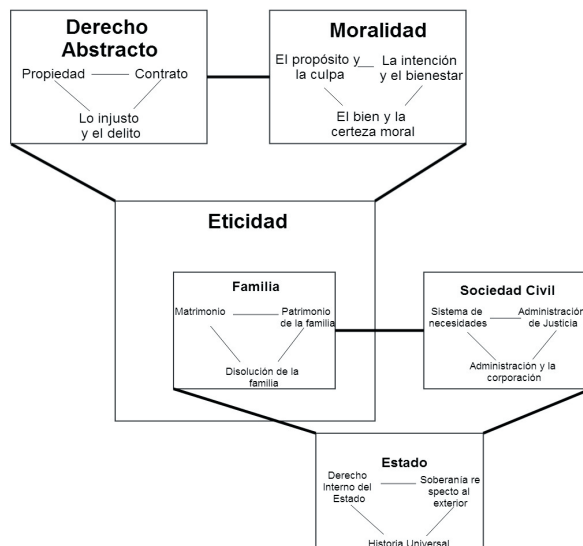 Derecho
Abstracto
Propiedad
Contrato
Lo injusto
y el delito
Moralidad
El propósito y
la culpa
La intención
y el bienestar
El bien y la
certeza moral
Eticidad
Familia
Matrimonio
Patrimonio
de la familia
Disolución de la
familia
Sociedad Civil
Sistema de
necesidades
Administración
de Justicia
Administración y la
corporación
Estado
Derecho
Interno del
Estado
Soberanía re
specto al
exterior
Historia Universal